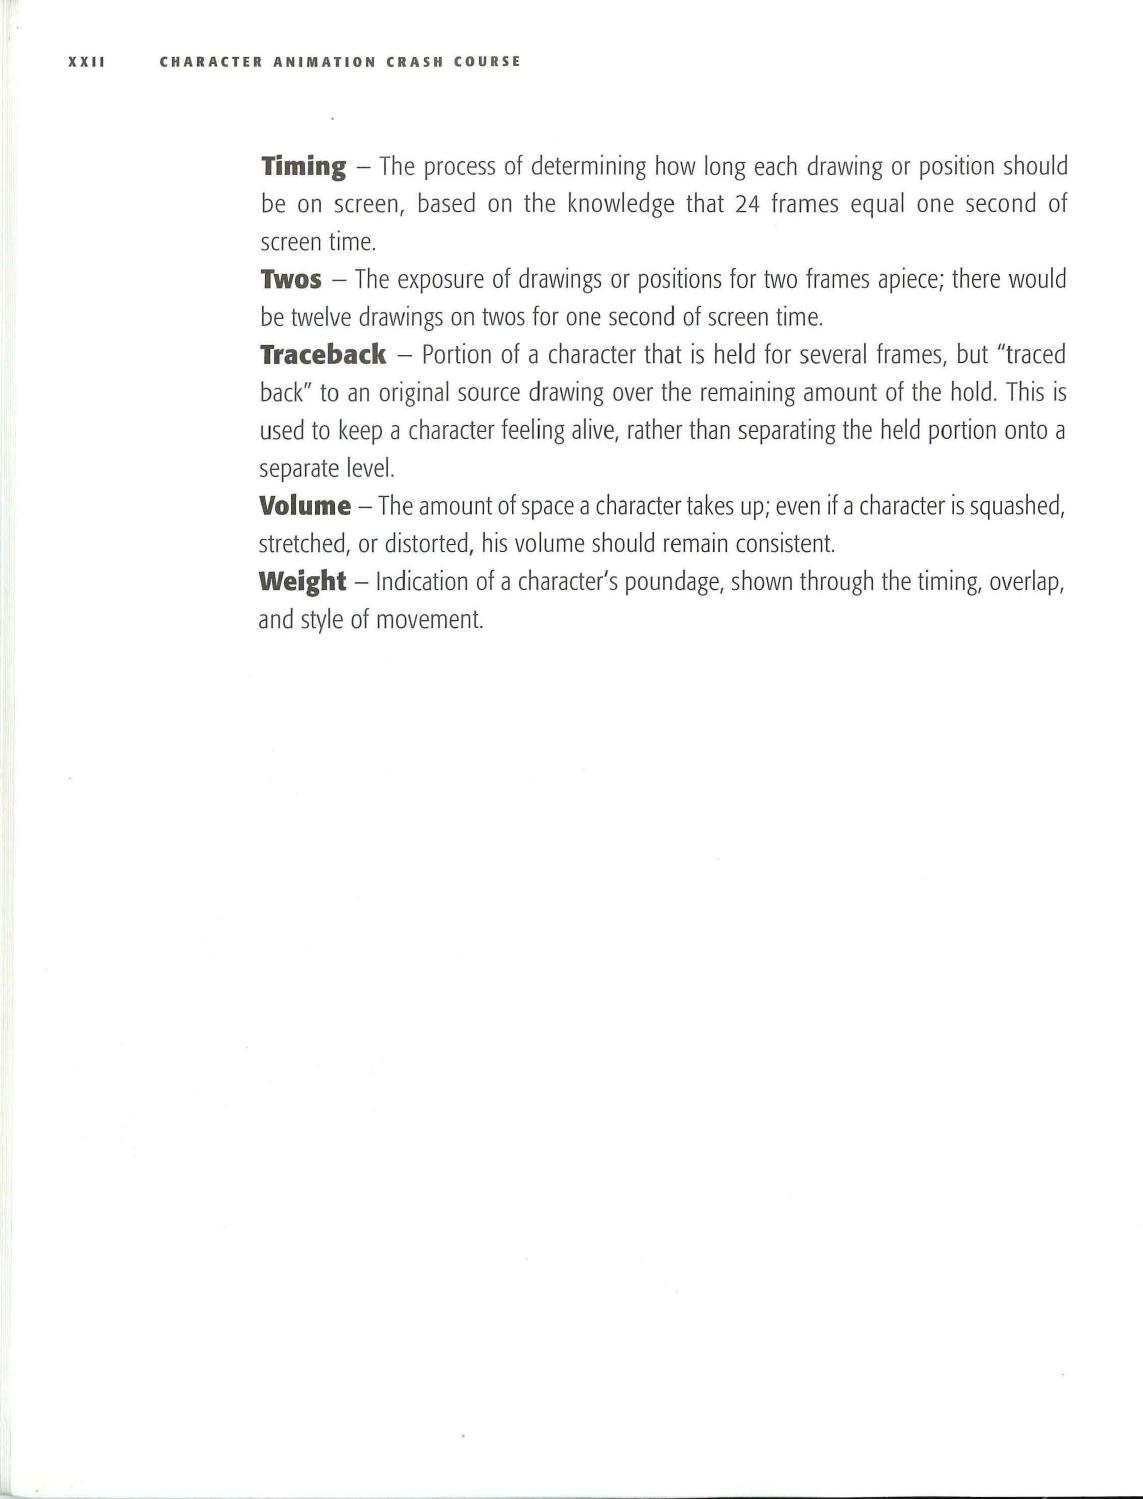 XXII CHARACTER ANIMATION CRASH COURSE
Timing – The process of determining how long each drawing or position should
be on screen, based on the knowledge that 24 frames equal one second of
screen time.
Twos – The exposure of drawings or positions for two frames apiece; there would
be twelve drawings on twos for one second of screen time.
Traceback – Portion of a character that is held for several frames, but “traced
back” to an original source drawing over the remaining amount of the hold. This is
used to keep a character feeling alive, rather than separating the held portion onto a
separate level.
Volume – The amount of space a character takes up; even if a character is squashed,
stretched, or distorted, his volume should remain consistent.
Weight – Indication of a character’s poundage, shown through the timing, overlap,
and style of movement.